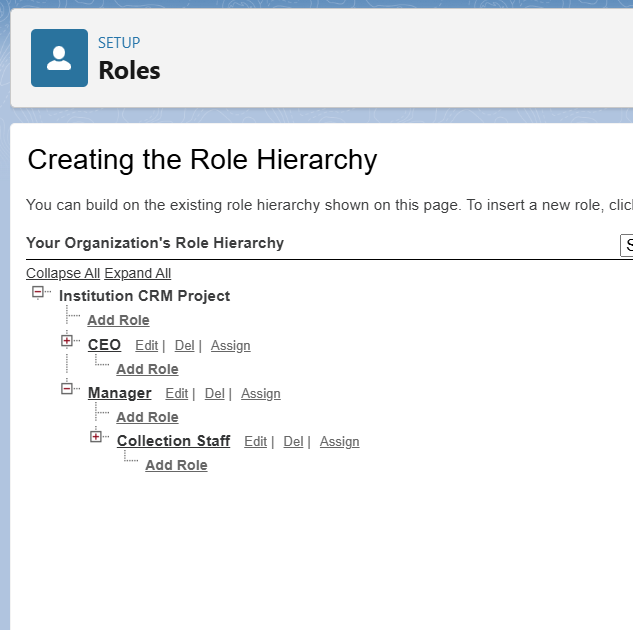 SETUP
Roles
Creating the Role Hierarchy
You can build on the existing role hierarchy shown on this page. To insert a new role,
Your Organization's Role Hierarchy
Collapse All Expand All
Institution CRM Project
Add Role
CEO Edit | Del | Assign
Add Role
Manager Edit | Del | Assign
Add Role
Collection Staff Edit | Del | Assign
Add Role